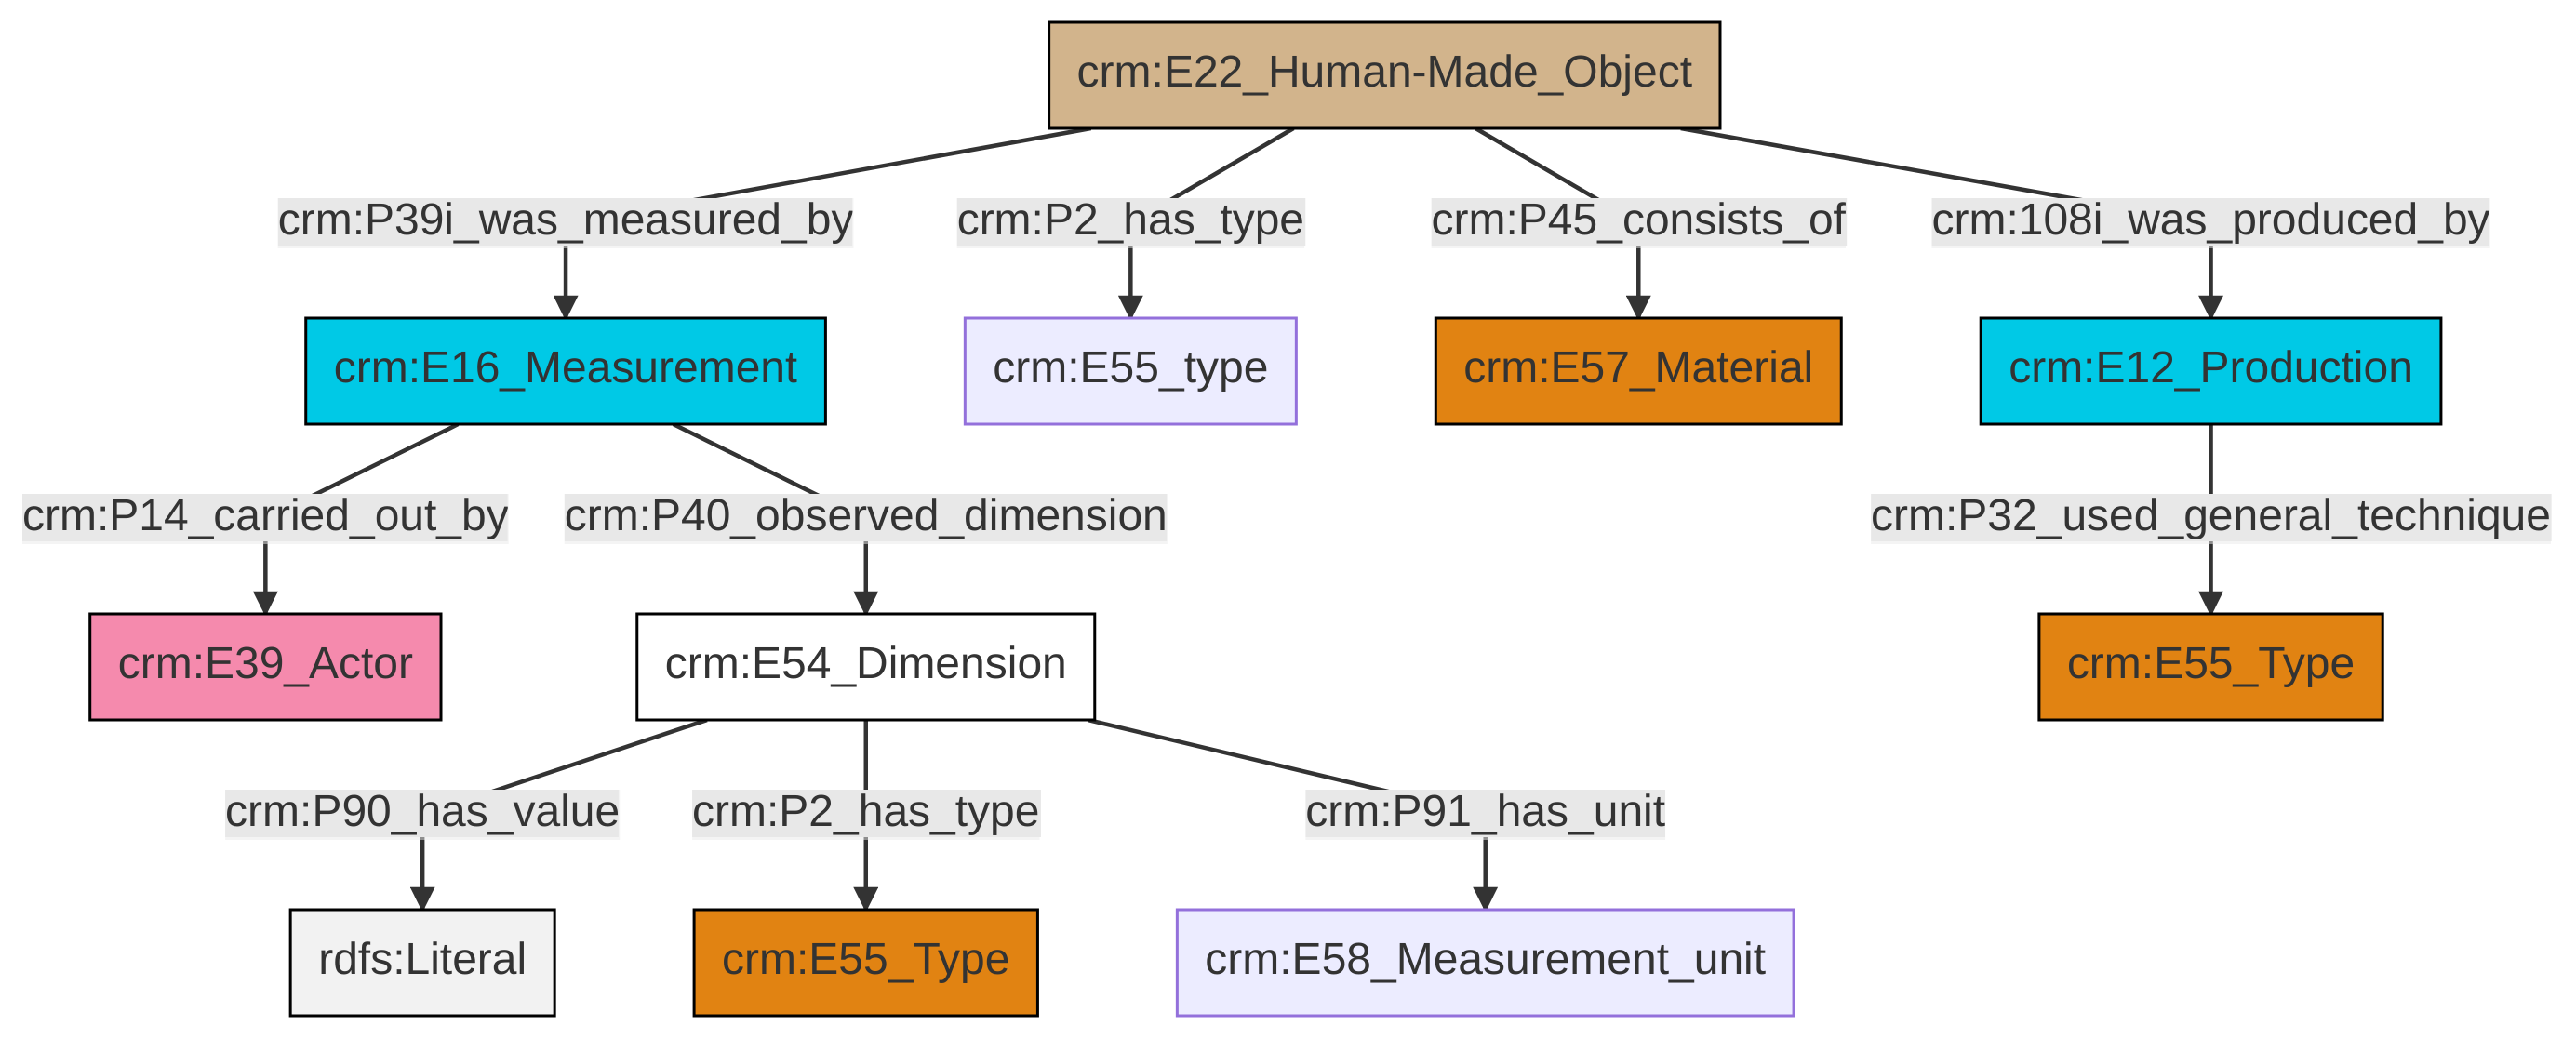 crm:E22_Human-Made_Object
crm:P39i_was_measured_by
crm:P2_has_type
crm:P45_consists_of
crm:108i_was_produced_by
crm:E16_Measurement
crm:E55_type
crm:E57_Material
crm:E12_Production
crm:P14_carried_out_by
crm:P40_observed_dimension
crm:P32_used_general_technique
crm:E39_Actor
crm:E54_Dimension
crm:E55_Type
crm:P90_has_value
crm:P2_has_type
crm:P91_has_unit
rdfs:Literal
crm:E55_Type
crm:E58_Measurement_unit